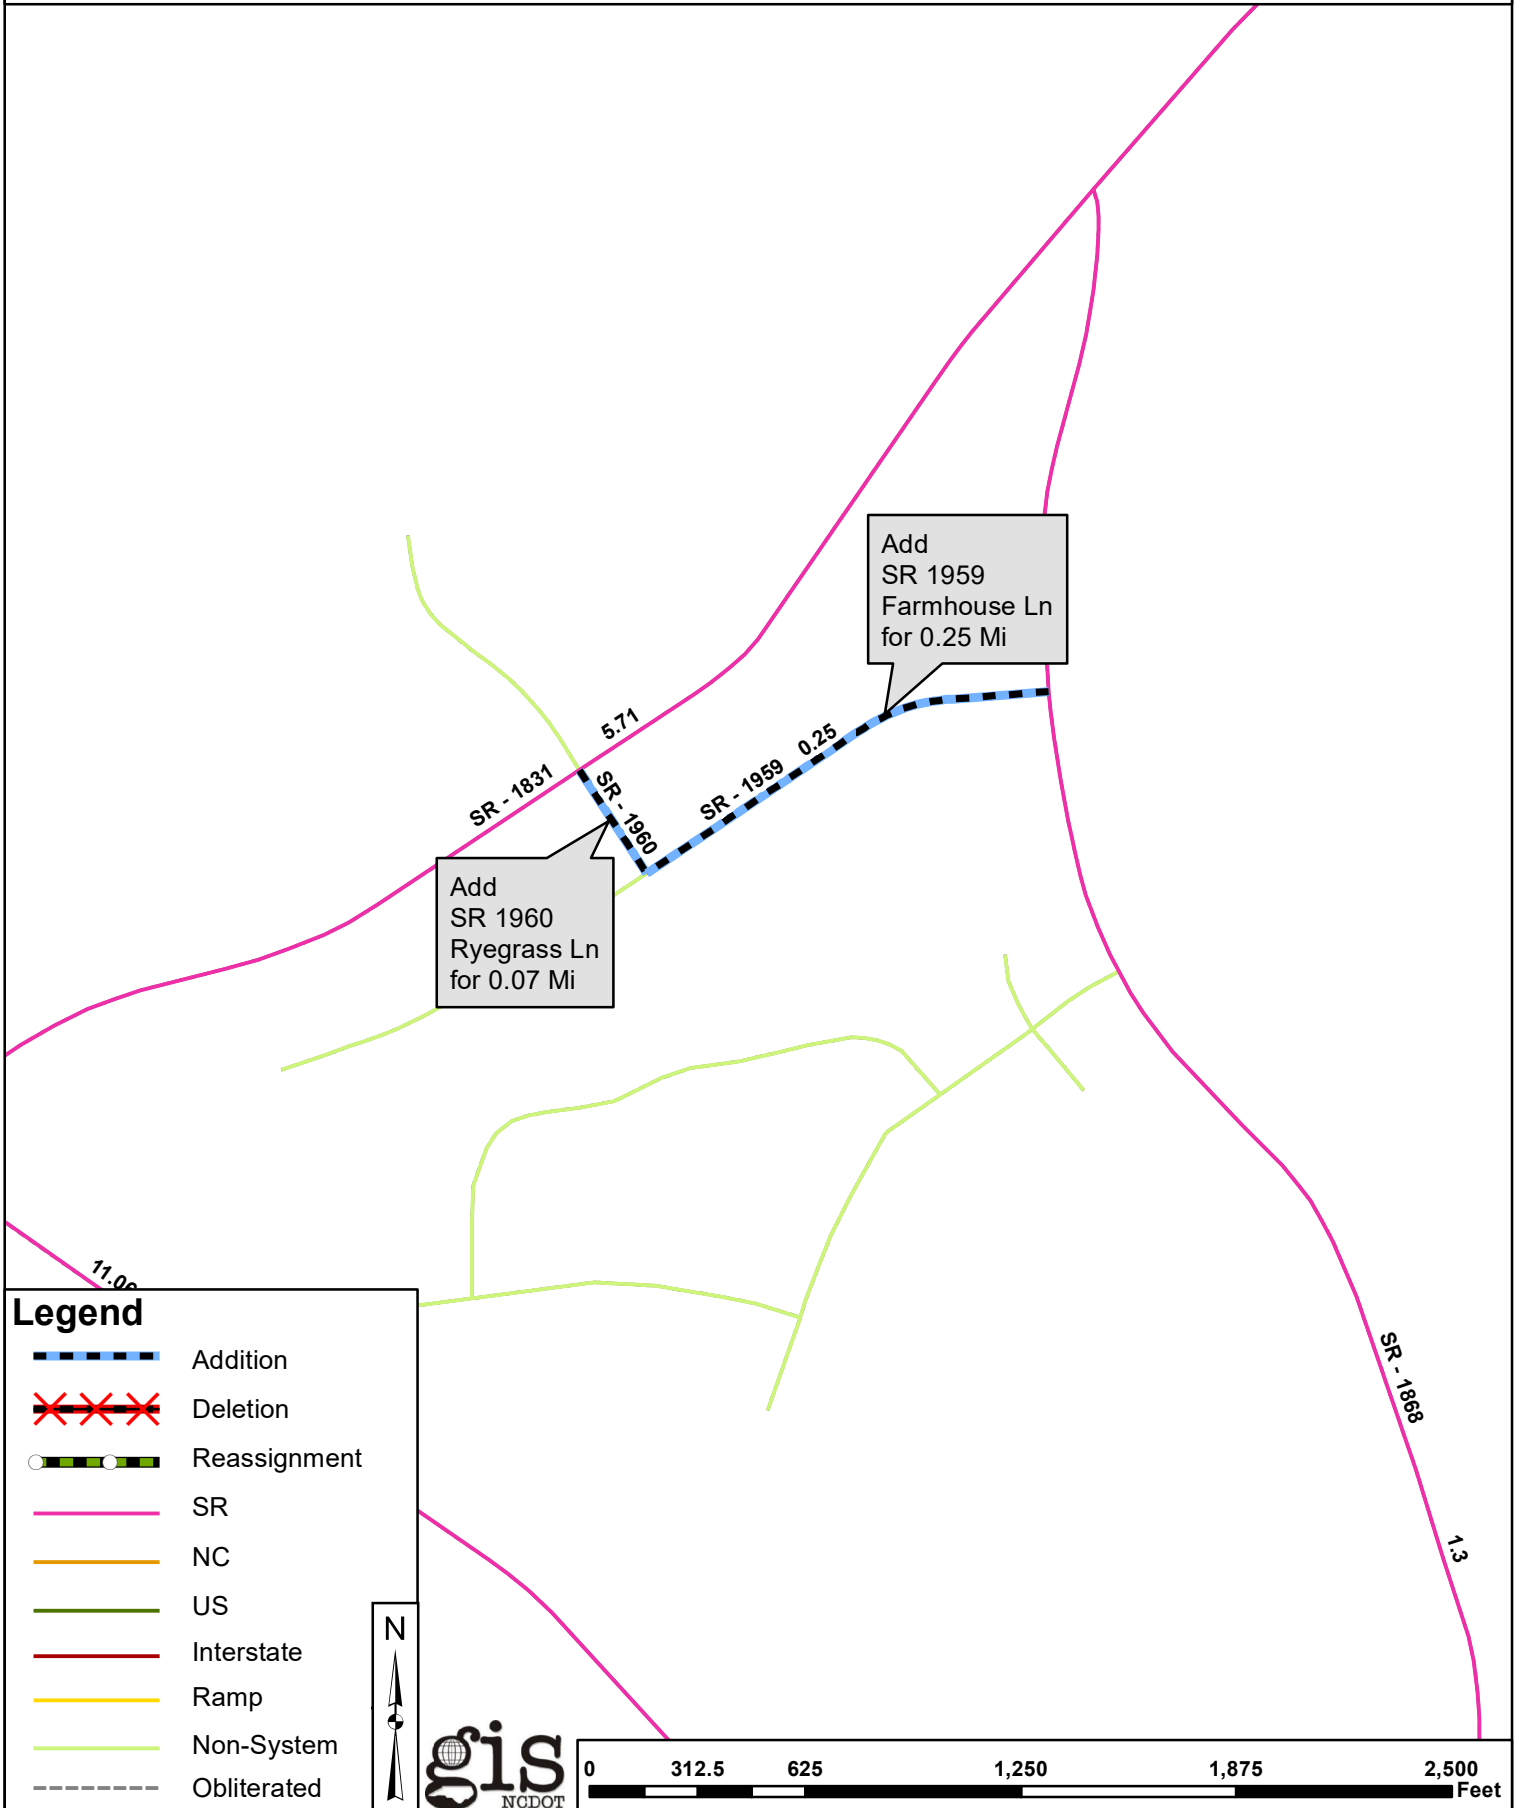 Add
SR 1959
Farmhouse Ln
for 0.25 Mi
5.71
SR - 1831
SR - 1960
SR - 1959
0.25
Add
SR 1960
Ryegrass Ln
for 0.07 Mi
11.06
SR - 1868
1.3
Legend
Addition
Deletion
Reassignment
SR
NC
US
Interstate
Ramp
Non-System
Obliterated
N
gis
NCDOT
0 312.5 625 1,250 1,875 2,500
Feet